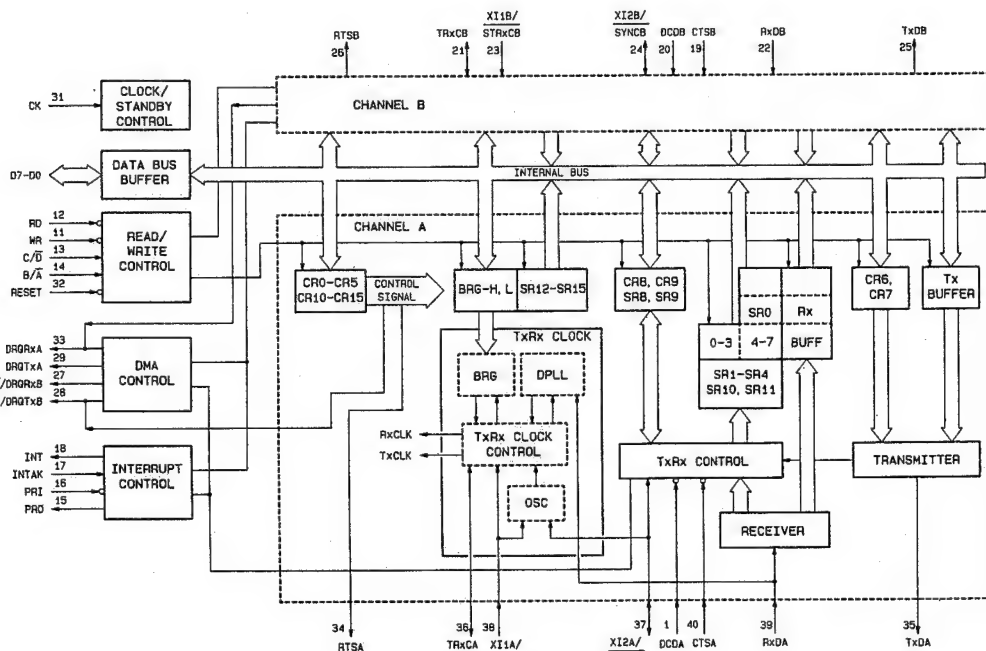 XI1B/
XI2B/
RTSB
TRxCB
STRxCB
SYNCB
DCDB
CTSB
RxDB
TxDB
26
21
23
24
20
19
22
25
CK
31
CLOCK/
STANDBY
CONTROL
CHANNEL B
D7-D0
DATA BUS
BUFFER
INTERNAL BUS
RD
12
WR
11
C/D
13
B/A
14
RESET
32
READ/
WRITE
CONTROL
CHANNEL A
CR0-CR5
CR10-CR15
CONTROL
SIGNAL
BRG-H, L
SR12-SR15
CR8, CR9
SR8, SR9
SR0
Rx
0-3
4-7
BUFF
SR1-SR4
SR10, SR11
CR6,
CR7
Tx
BUFFER
DRQRxA
33
DRQTxA
29
/DRQRxB
27
/DRQTxB
28
DMA
CONTROL
TxRx CLOCK
BRG
DPLL
RxCLK
TxCLK
TxRx CLOCK
CONTROL
OSC
TxRx CONTROL
TRANSMITTER
RECEIVER
INT
18
INTAK
17
PRI
16
PRO
15
INTERRUPT
CONTROL
34
36
38
37
1
40
39
35
RTSA
TRxCA
XI1A/
XI2A/
DCDA
CTSA
RxDA
TxDA